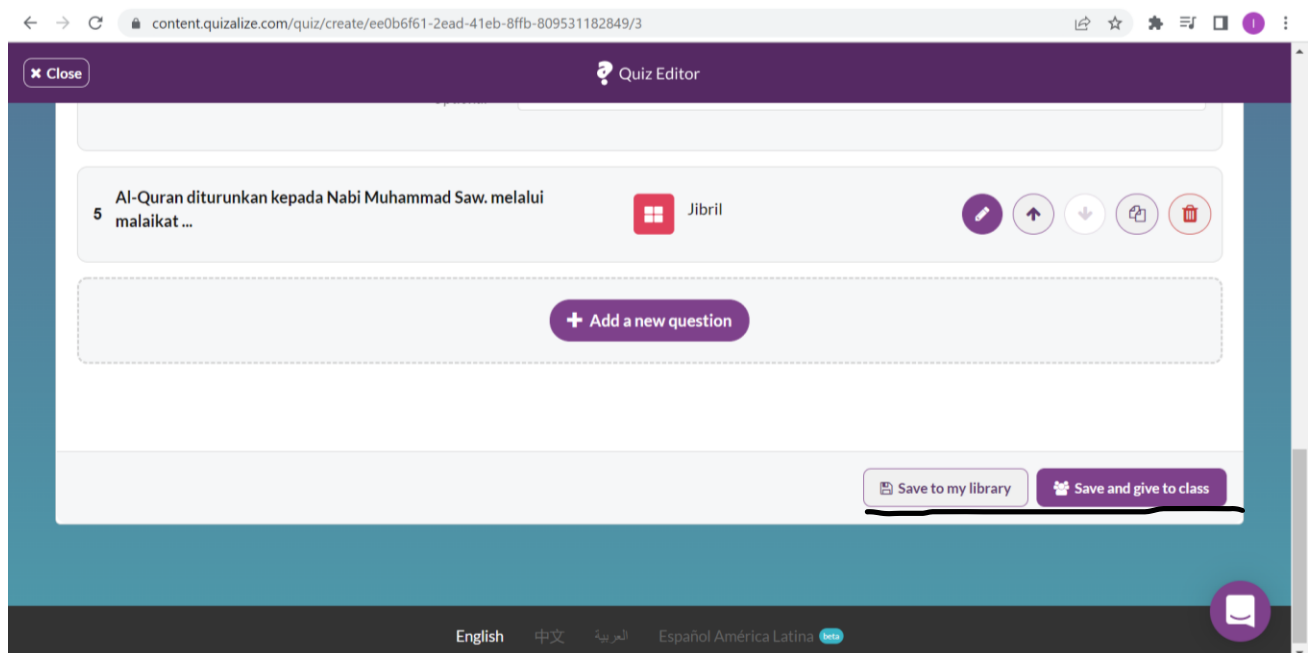 content.quizalize.com/quiz/create/ee0b6f61-2ead-41eb-8ffb-809531182849/3
I
Close
Quiz Editor
5
Al-Quran diturunkan kepada Nabi Muhammad Saw. melalui
malaikat ...
Jibril
Add a new question
Save to my library
Save and give to class
English 中文 العربية Español América Latina beta